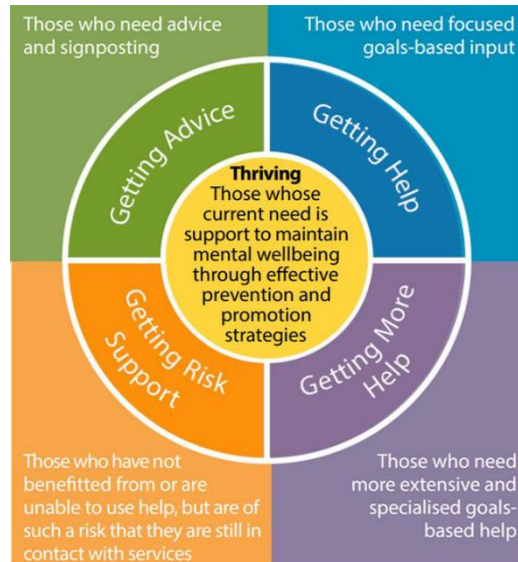 Those who need advice
and signposting
Those who need focused
goals-based input
Getting Advice
Getting Help
Thriving
Those whose
current need is
support to maintain
mental wellbeing
through effective
prevention and
promotion
strategies
Getting Risk
Support
Getting More
Help
Those who have not
benefitted from or are
unable to use help, but are of
such a risk that they are still in
contact with services
Those who need
more extensive and
specialised goals-
based help